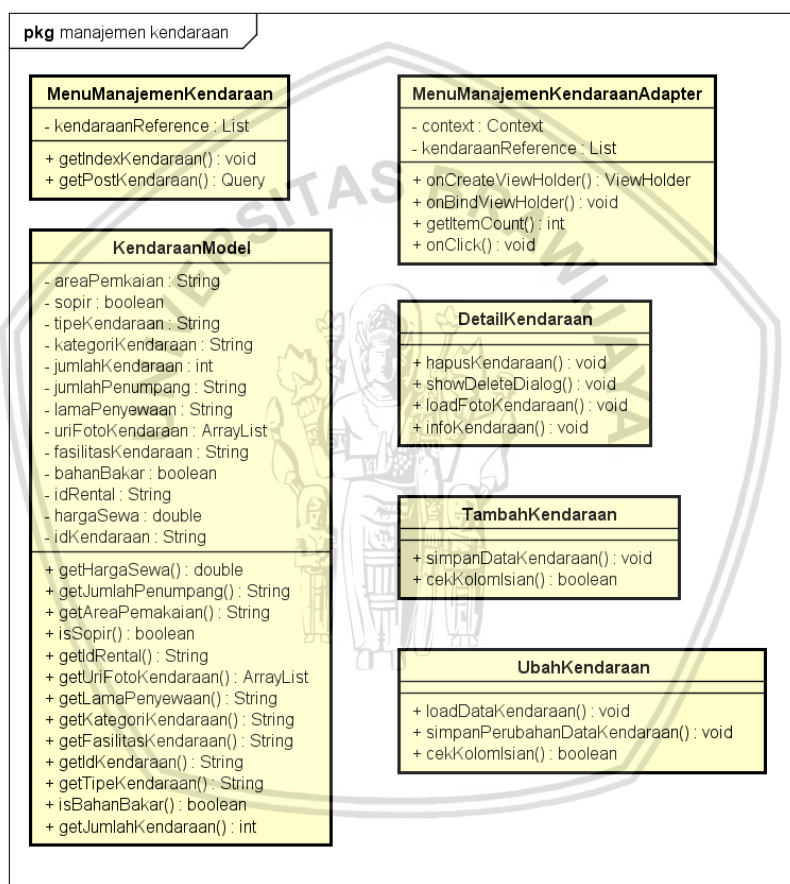 pkg manajemen kendaraan
MenuManajemenKendaraan
- kendaraanReference : List
+ getIndexKendaraan() : void
+ getPostKendaraan() : Query
KendaraanModel
- areaPemkaian : String
- sopir : boolean
- tipeKendaraan : String
- kategoriKendaraan : String
- jumlahKendaraan : int
- jumlahPenumpang : String
- lamaPenyewaan : String
- uriFotoKendaraan : ArrayList
- fasilitasKendaraan : String
- bahanBakar : boolean
- idRental : String
- hargaSewa : double
- idKendaraan : String
+ getHargaSewa() : double
+ getJumlahPenumpang() : String
+ getAreaPemakaian() : String
+ isSopir() : boolean
+ getIdRental() : String
+ getUriFotoKendaraan() : ArrayList
+ getLamaPenyewaan() : String
+ getKategoriKendaraan() : String
+ getFasilitasKendaraan() : String
+ getIdKendaraan() : String
+ getTipeKendaraan() : String
+ isBahanBakar() : boolean
+ getJumlahKendaraan() : int
MenuManajemenKendaraanAdapter
- context : Context
- kendaraanReference : List
+ onCreateViewHolder() : ViewHolder
+ onBindViewHolder() : void
+ getItemCount() : int
+ onClick() : void
DetailKendaraan
+ hapusKendaraan() : void
+ showDeleteDialog() : void
+ loadFotoKendaraan() : void
+ infoKendaraan() : void
TambahKendaraan
+ simpanDataKendaraan() : void
+ cekKolomIsian() : boolean
UbahKendaraan
+ loadDataKendaraan() : void
+ simpanPerubahanDataKendaraan() : void
+ cekKolomIsian() : boolean
UNIVERSITAS BRAWIJAYA